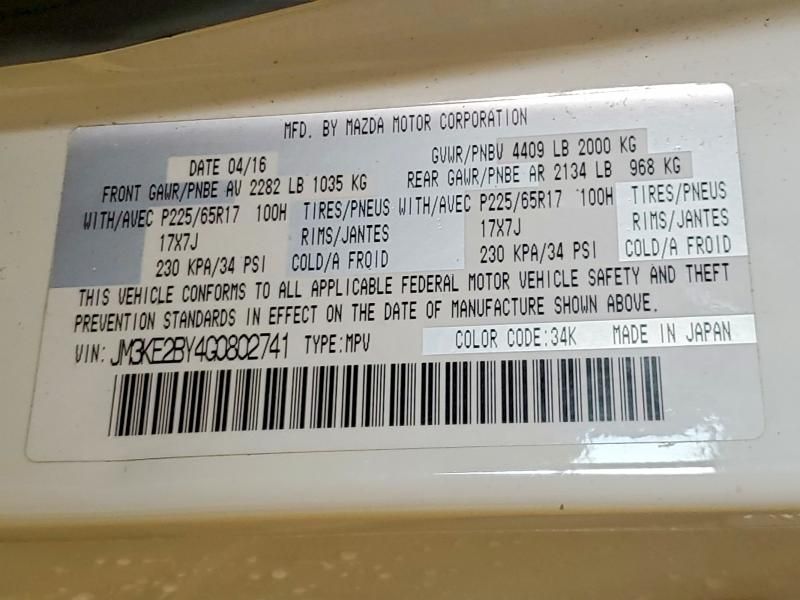 MFD. BY MAZDA MOTOR CORPORATION
DATE 04/16 GVWR/PNBV 4409 LB 2000 KG
FRONT GAWR/PNBE AV 2282 LB 1035 KG REAR GAWR/PNBE AR 2134 LB 968 KG
WITH/AVEC P225/65R17 100H TIRES/PNEUS WITH/AVEC P225/65R17 100H TIRES/PNEUS
17X7J RIMS/JANTES 17X7J RIMS/JANTES
230 KPA/34 PSI COLD/A FROID 230 KPA/34 PSI COLD/A FROID
THIS VEHICLE CONFORMS TO ALL APPLICABLE FEDERAL MOTOR VEHICLE SAFETY AND THEFT
PREVENTION STANDARDS IN EFFECT ON THE DATE OF MANUFACTURE SHOWN ABOVE.
VIN: JM3KE2BY4G0802741 TYPE:MPV COLOR CODE:34K MADE IN JAPAN